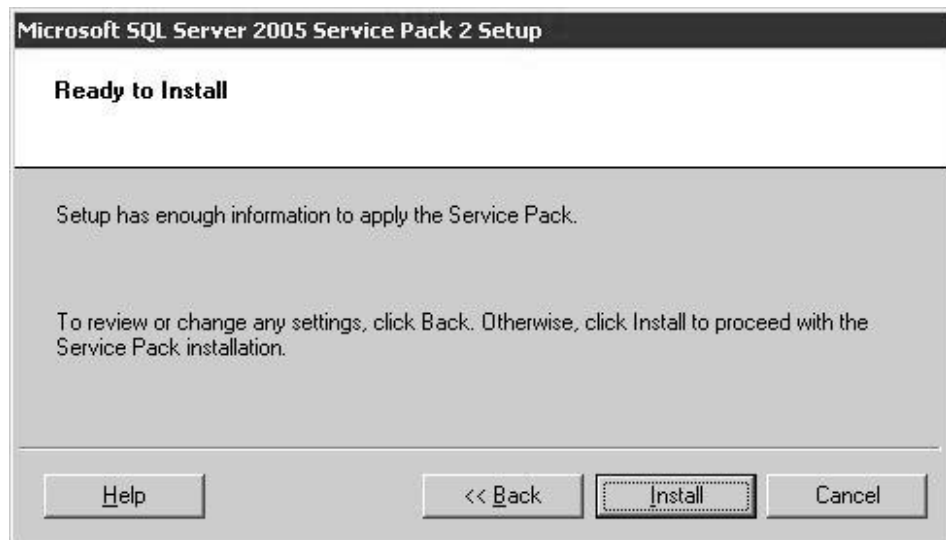 Microsoft SQL Server 2005 Service Pack 2 Setup
Ready to Install
Setup has enough information to apply the Service Pack.
To review or change any settings, click Back. Otherwise, click Install to proceed with the
Service Pack installation.
Help
<< Back
Install
Cancel